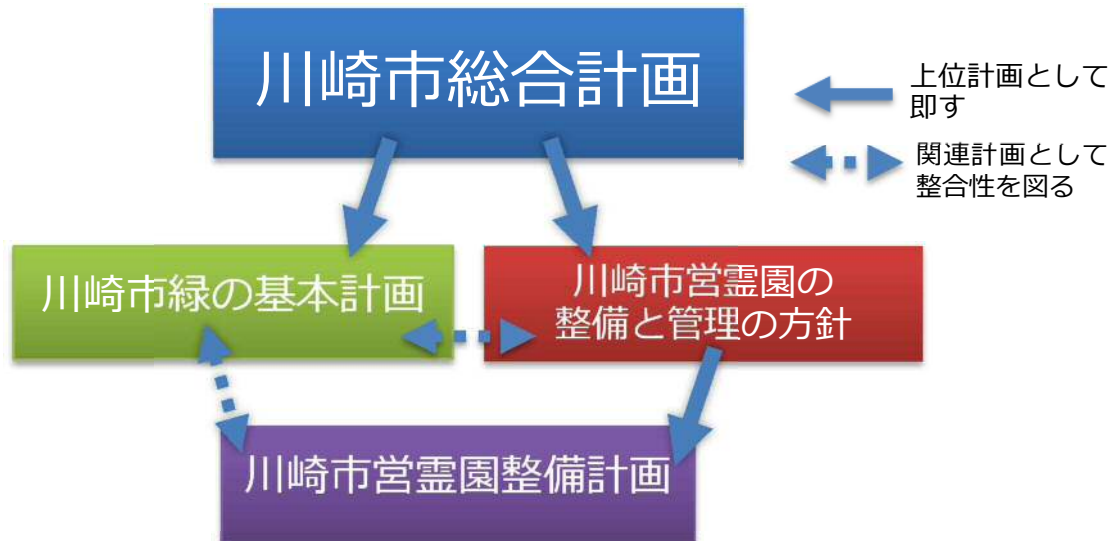 川崎市総合計画
上位計画として
即す
関連計画として
整合性を図る
川崎市緑の基本計画
川崎市営霊園の
整備と管理の方針
川崎市営霊園整備計画